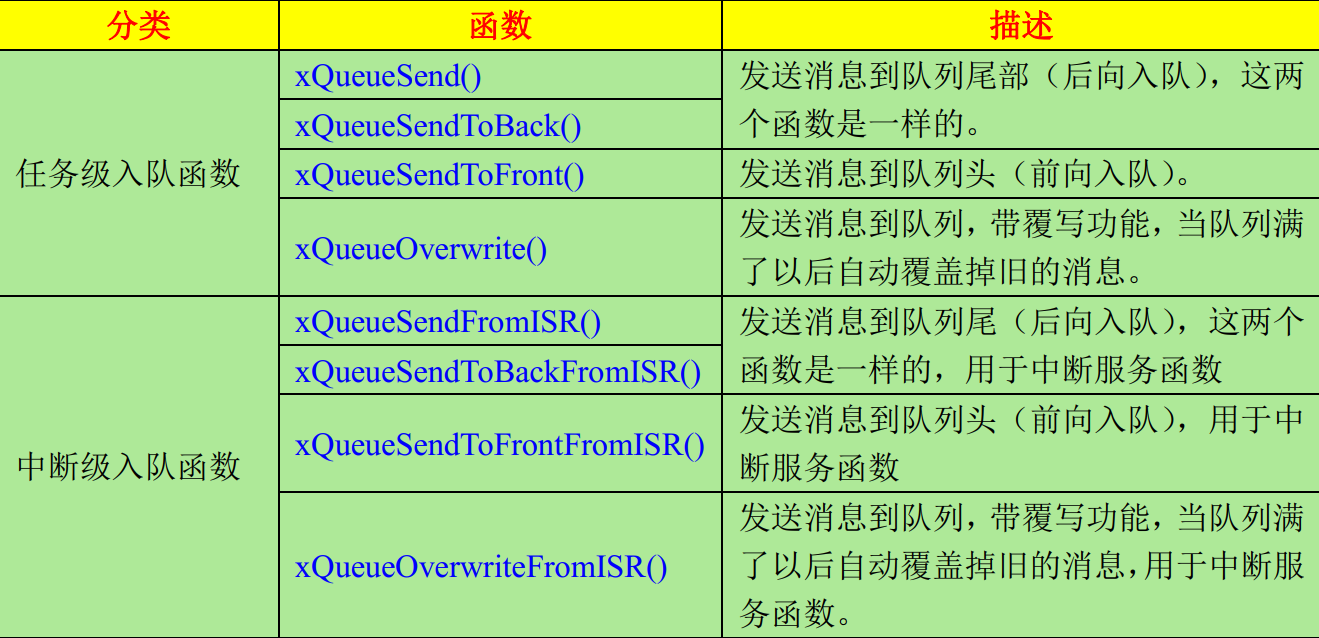 分类 函数 描述
任务级入队函数
xQueueSend()
xQueueSendToBack()
发送消息到队列尾部（后向入队），这两
个函数是一样的。
xQueueSendToFront()
发送消息到队列头（前向入队）。
xQueueOverwrite()
发送消息到队列，带覆写功能，当队列满
了以后自动覆盖掉旧的消息。
中断级入队函数
xQueueSendFromISR()
xQueueSendToBackFromISR()
发送消息到队列尾（后向入队），这两个
函数是一样的，用于中断服务函数
xQueueSendToFrontFromISR()
发送消息到队列头（前向入队），用于中
断服务函数
xQueueOverwriteFromISR()
发送消息到队列，带覆写功能，当队列满
了以后自动覆盖掉旧的消息，用于中断服
务函数。